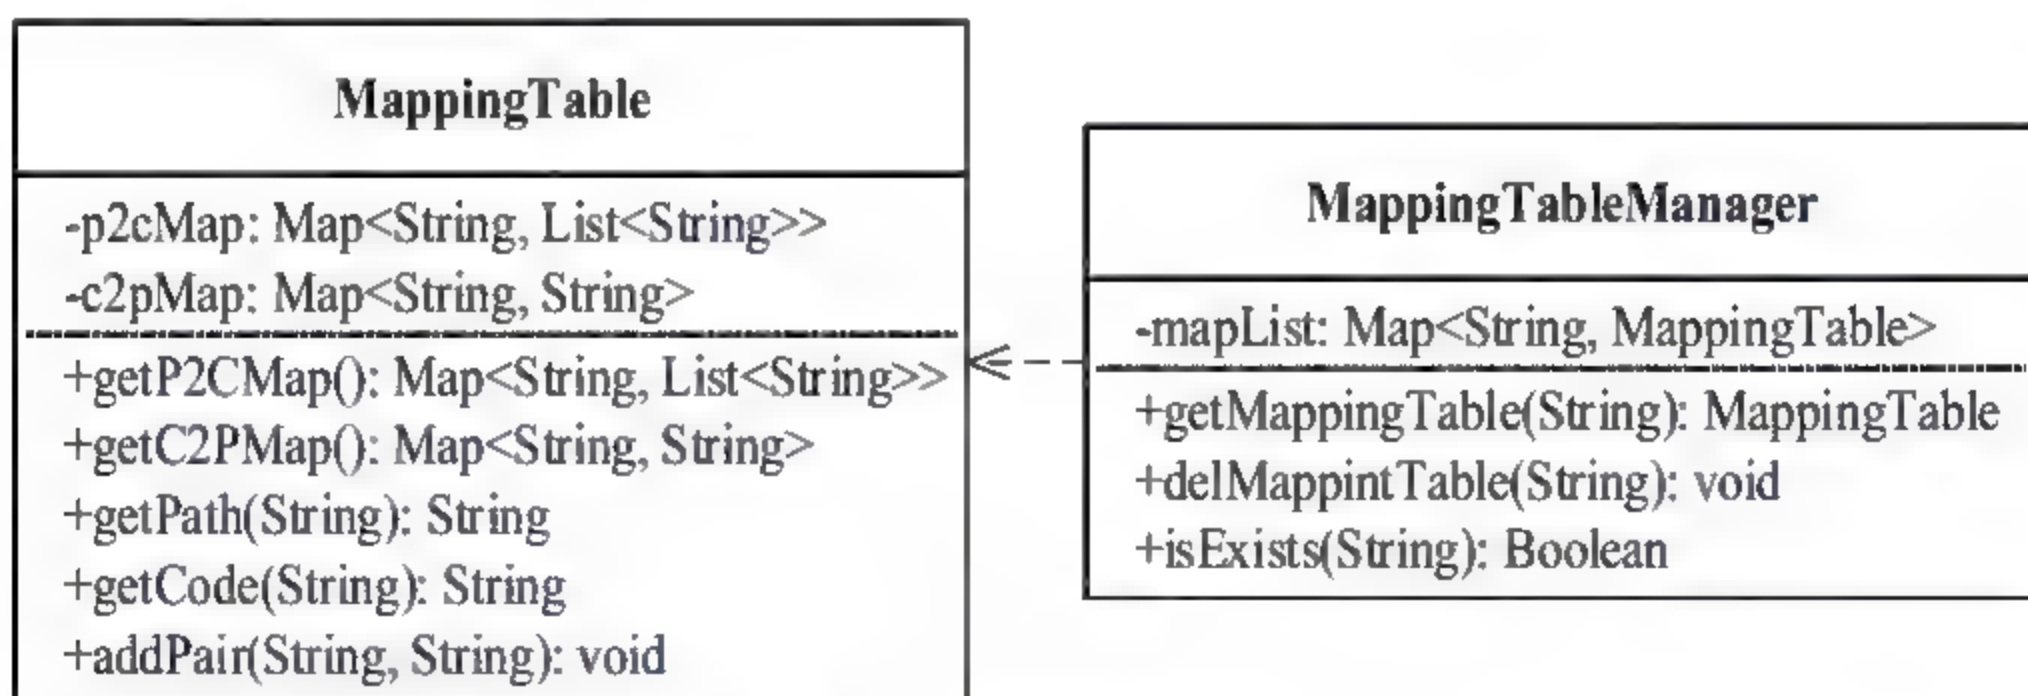 MappingTable
-p2cMap: Map<String, List<String>>
-c2pMap: Map<String, String>
+getP2CMap(): Map<String, List<String>>
+getC2PMap(): Map<String, String>
+getPath(String): String
+getCode(String): String
+addPair(String, String): void
MappingTableManager
-mapList: Map<String, MappingTable>
+getMappingTable(String): MappingTable
+delMappintTable(String): void
+isExists(String): Boolean